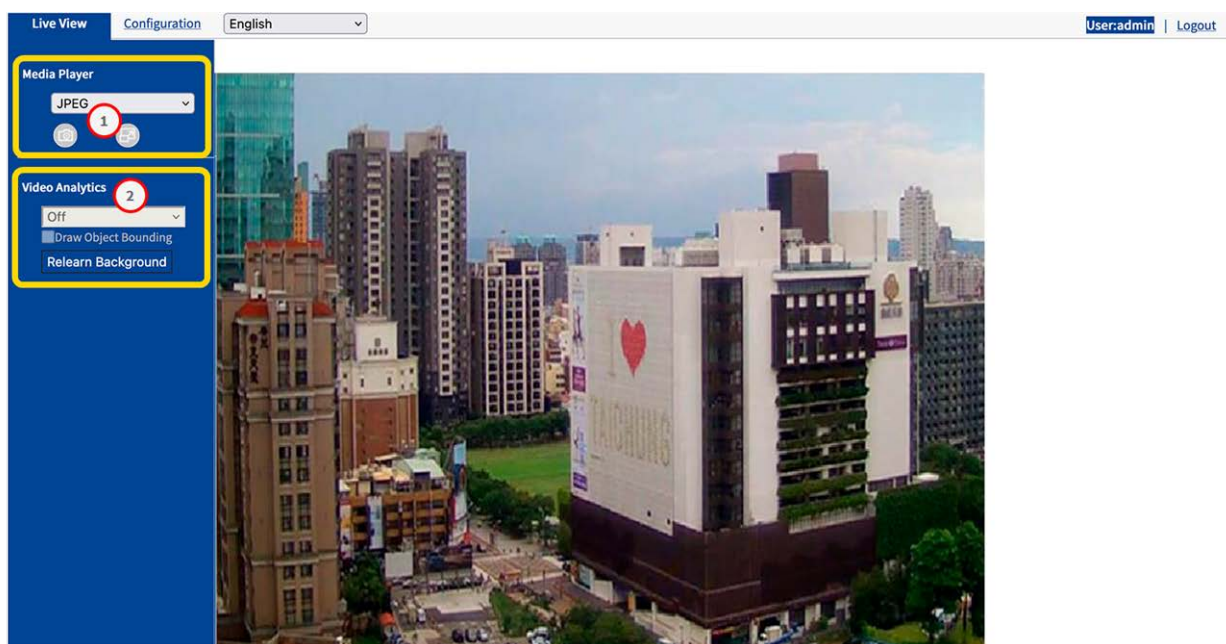 Live View
Configuration
English
User:admin | Logout
Media Player
JPEG
1
Video Analytics
2
Off
Draw Object Bounding
Relearn Background
I
TAICHUNG